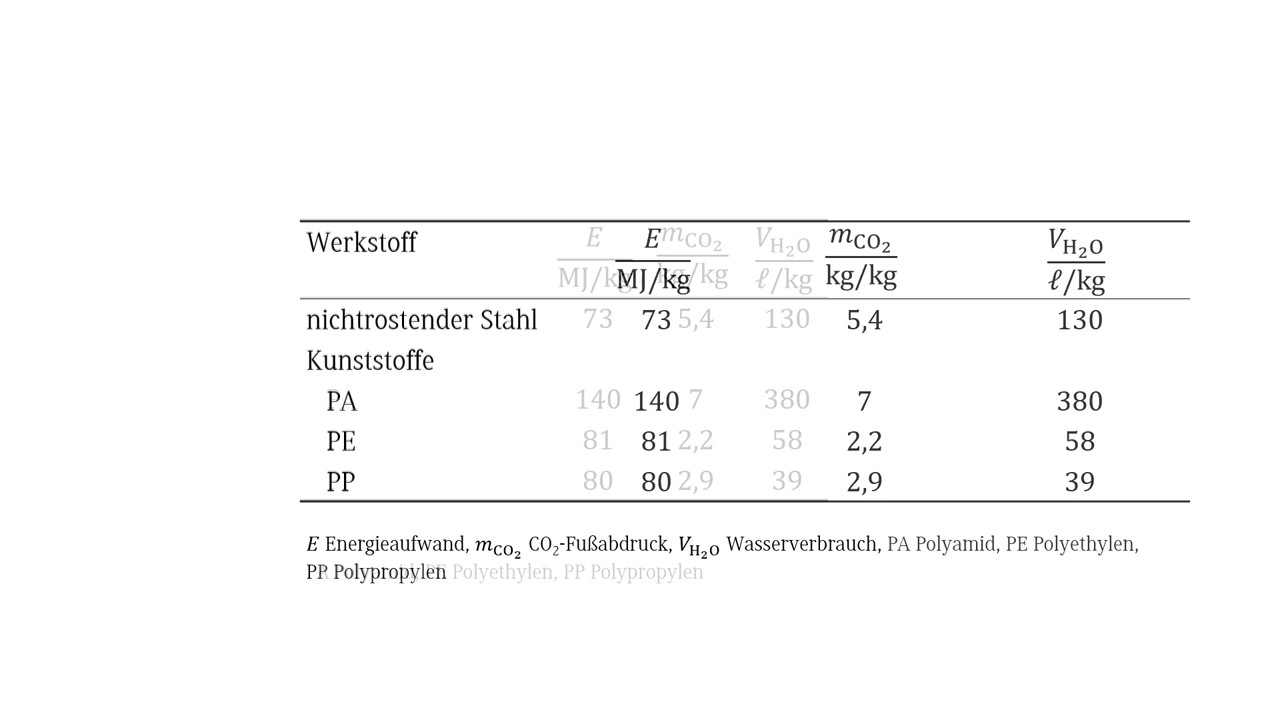 Werkstoff E/MJ/kg m_CO₂/kg/kg V_H₂O/ℓ/kg
nichtrostender Stahl 73 5,4 130
Kunststoffe
PA 140 7 380
PE 81 2,2 58
PP 80 2,9 39
E Energieaufwand, m_CO₂ CO₂-Fußabdruck, V_H₂O Wasserverbrauch, PA Polyamid, PE Polyethylen,
PP Polypropylen